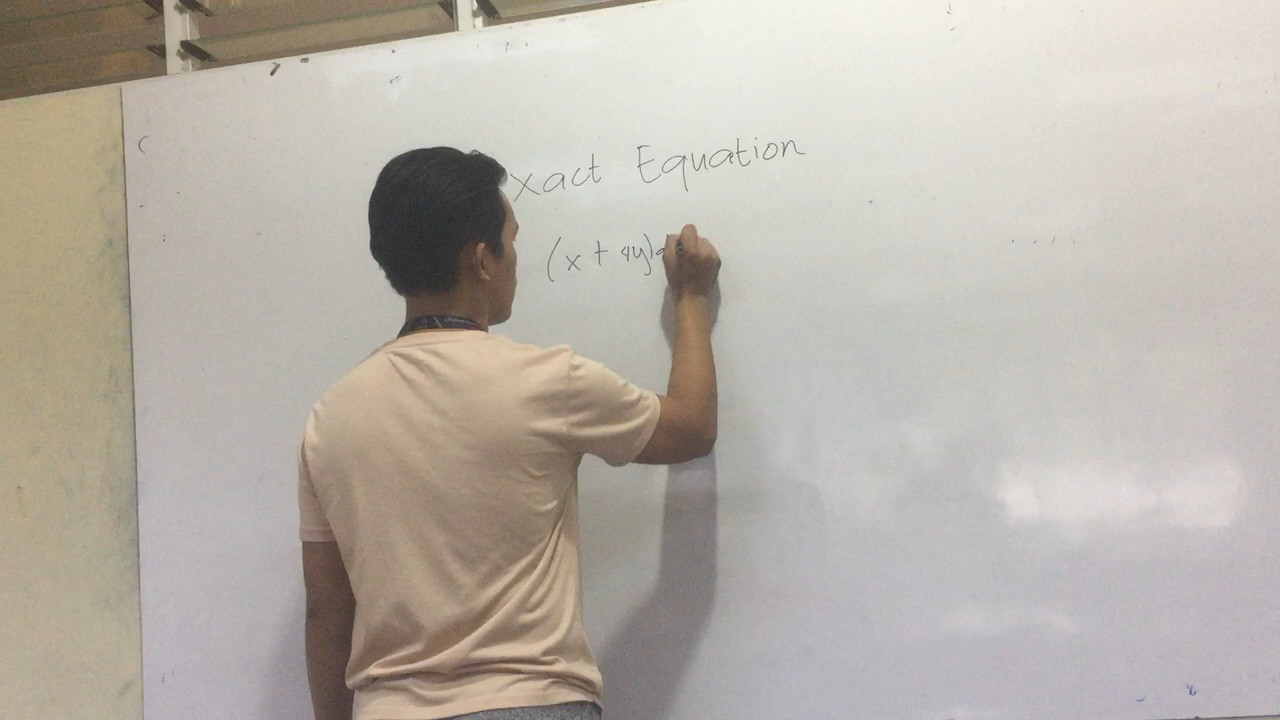 xact Equation
(x + 4y)d